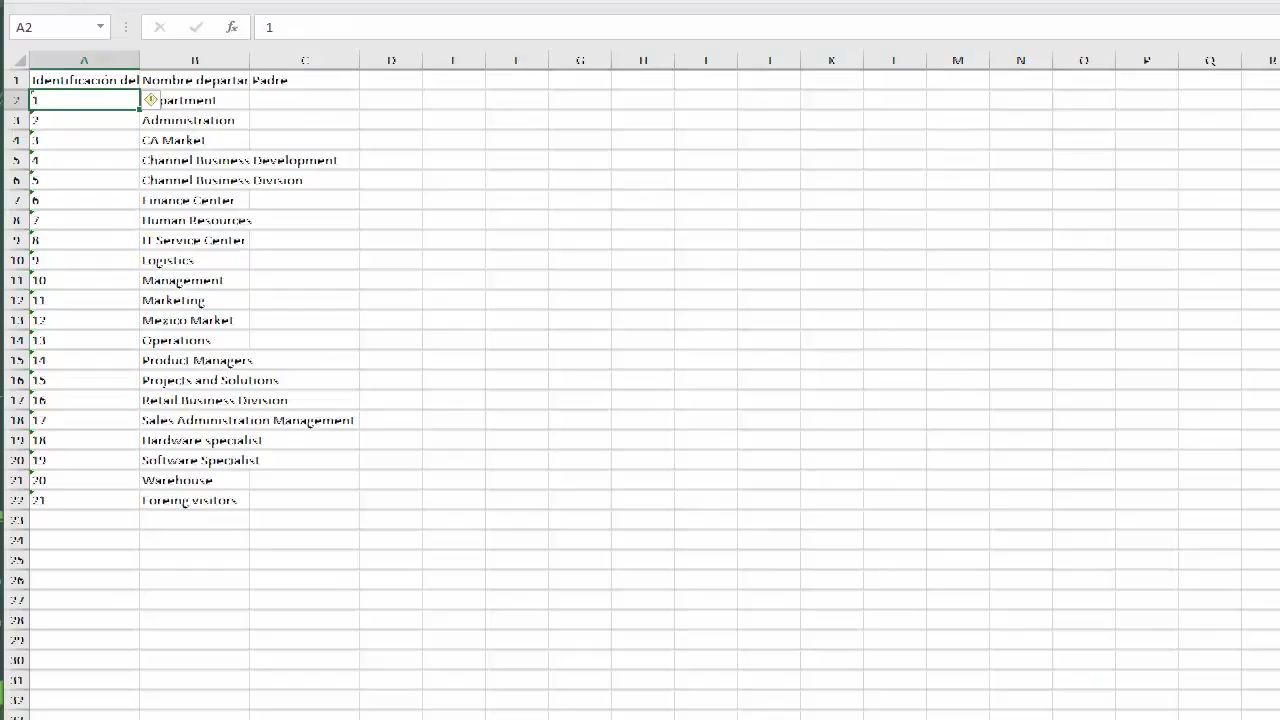 A2 fx 1
A B C D E F G H I J K L M N O P Q R
1 Identificación del Nombre departar Padre
2 1 partment
3 2 Administration
4 3 CA Market
5 4 Channel Business Development
6 5 Channel Business Division
7 6 Finance Center
8 7 Human Resources
9 8 IT Service Center
10 9 Logistics
11 10 Management
12 11 Marketing
13 12 Mexico Market
14 13 Operations
15 14 Product Managers
16 15 Projects and Solutions
17 16 Retail Business Division
18 17 Sales Administration Management
19 18 Hardware specialist
20 19 Software Specialist
21 20 Warehouse
22 21 Foreing visitors
23
24
25
26
27
28
29
30
31
32